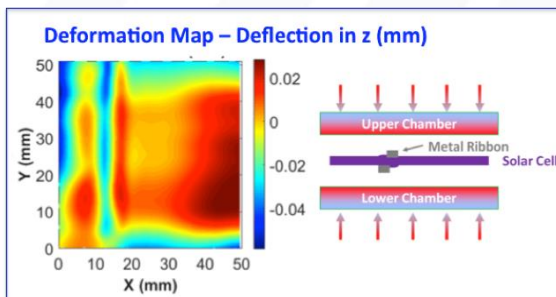 Deformation Map – Deflection in z (mm)
Y (mm)
50
40
30
20
10
0
0 10 20 30 40 50
X (mm)
0.02
0
-0.02
-0.04
Upper Chamber
Metal Ribbon
Solar Cell
Lower Chamber